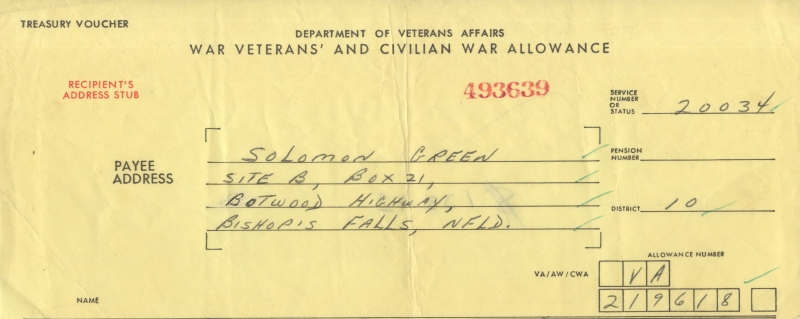 TREASURY VOUCHER
DEPARTMENT OF VETERANS AFFAIRS
WAR VETERANS' AND CIVILIAN WAR ALLOWANCE
RECIPIENT'S
ADDRESS STUB
493639
SERVICE
NUMBER
OR
STATUS 20034
PAYEE
ADDRESS
SOLOMON GREEN
SITE B, BOX 21,
BOTWOOD HIGHWAY,
BISHOP'S FALLS, NFLD.
PENSION
NUMBER
DISTRICT 10
ALLOWANCE NUMBER
VA/AW/CWA VA
NAME 219618